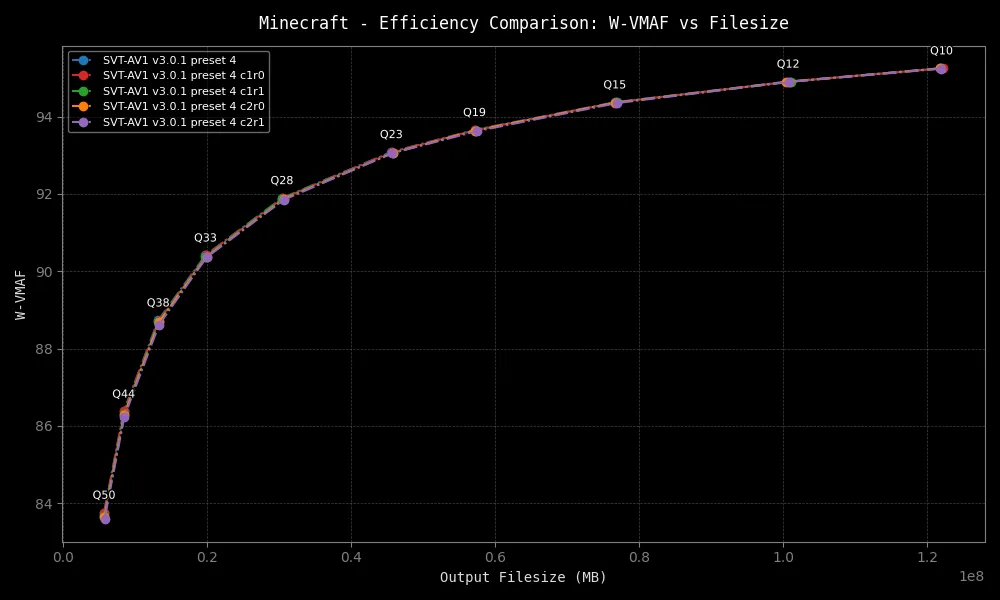 Minecraft - Efficiency Comparison: W-VMAF vs Filesize
SVT-AV1 v3.0.1 preset 4
SVT-AV1 v3.0.1 preset 4 c1r0
SVT-AV1 v3.0.1 preset 4 c1r1
SVT-AV1 v3.0.1 preset 4 c2r0
SVT-AV1 v3.0.1 preset 4 c2r1
Q10
Q12
Q15
Q19
Q23
Q28
Q33
Q38
Q44
Q50
W-VMAF
94
92
90
88
86
84
0.0 0.2 0.4 0.6 0.8 1.0 1.2
1e8
Output Filesize (MB)